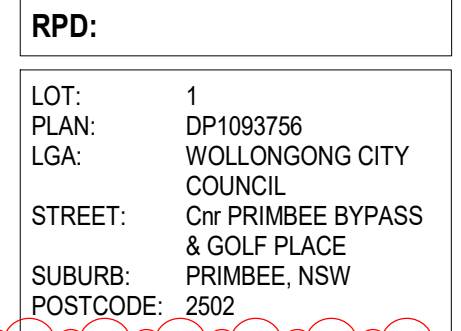 RPD:
LOT: 1
PLAN: DP1093756
LGA: WOLLONGONG CITY
COUNCIL
STREET: Cnr PRIMBEE BYPASS
& GOLF PLACE
SUBURB: PRIMBEE, NSW
POSTCODE: 2502